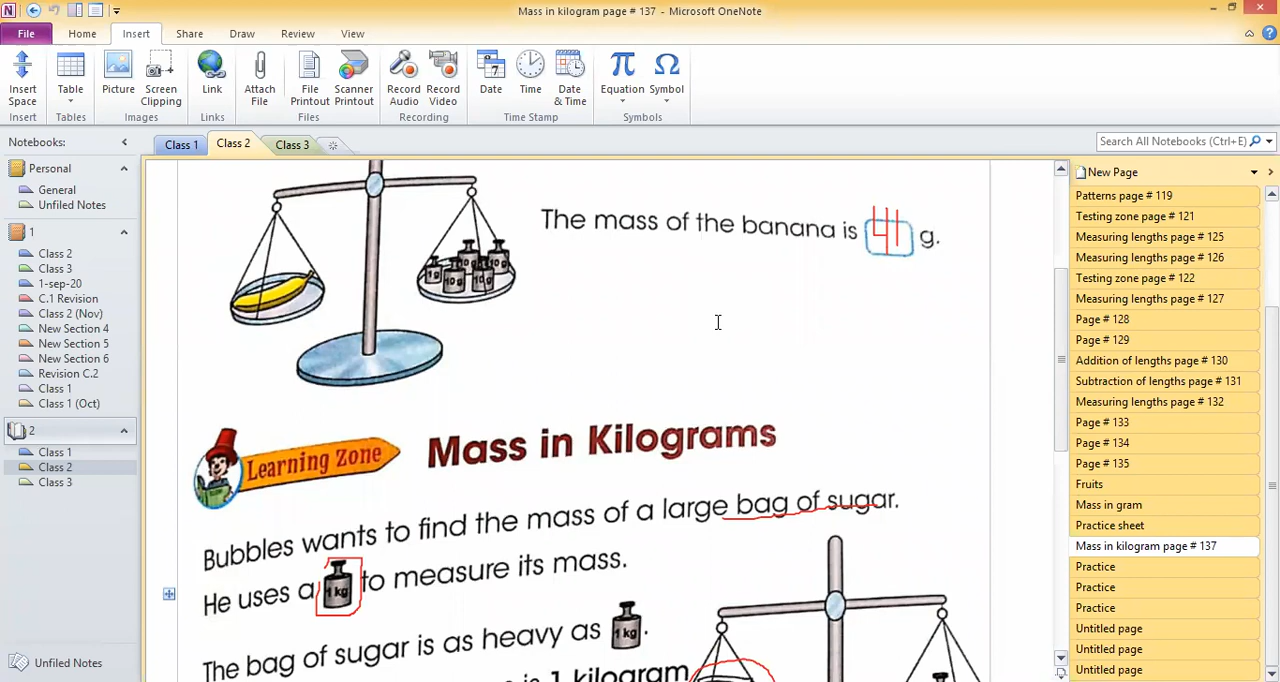 Mass in kilogram page # 137 - Microsoft OneNote
File Home Insert Share Draw Review View
Insert Space
Table
Picture
Screen Clipping
Link
Attach File
File Printout
Scanner Printout
Record Audio
Record Video
Date
Time
Date & Time
Equation
Symbol
Insert Tables Images Links Files Recording Time Stamp Symbols
Notebooks:
Class 1 Class 2 Class 3
Search All Notebooks (Ctrl+E)
Personal
General
Unfiled Notes
1
Class 2
Class 3
1-sep-20
C.1 Revision
Class 2 (Nov)
New Section 4
New Section 5
New Section 6
Revision C.2
Class 1
Class 1 (Oct)
2
Class 1
Class 2
Class 3
Unfiled Notes
The mass of the banana is 41 g.
1g 10g 10g
Learning Zone Mass in Kilograms
Bubbles wants to find the mass of a large bag of sugar.
He uses a 1 kg to measure its mass.
The bag of sugar is as heavy as 1 kg.
is 1 kilogram
New Page
Patterns page # 119
Testing zone page # 121
Measuring lengths page # 125
Measuring lengths page # 126
Testing zone page # 122
Measuring lengths page # 127
Page # 128
Page # 129
Addition of lengths page # 130
Subtraction of lengths page # 131
Measuring lengths page # 132
Page # 133
Page # 134
Page # 135
Fruits
Mass in gram
Practice sheet
Mass in kilogram page # 137
Practice
Practice
Practice
Untitled page
Untitled page
Untitled page